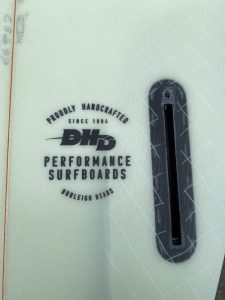 PROUDLY HANDCRAFTED
SINCE 1984
DHD
PERFORMANCE
SURFBOARDS
BURLEIGH HEADS